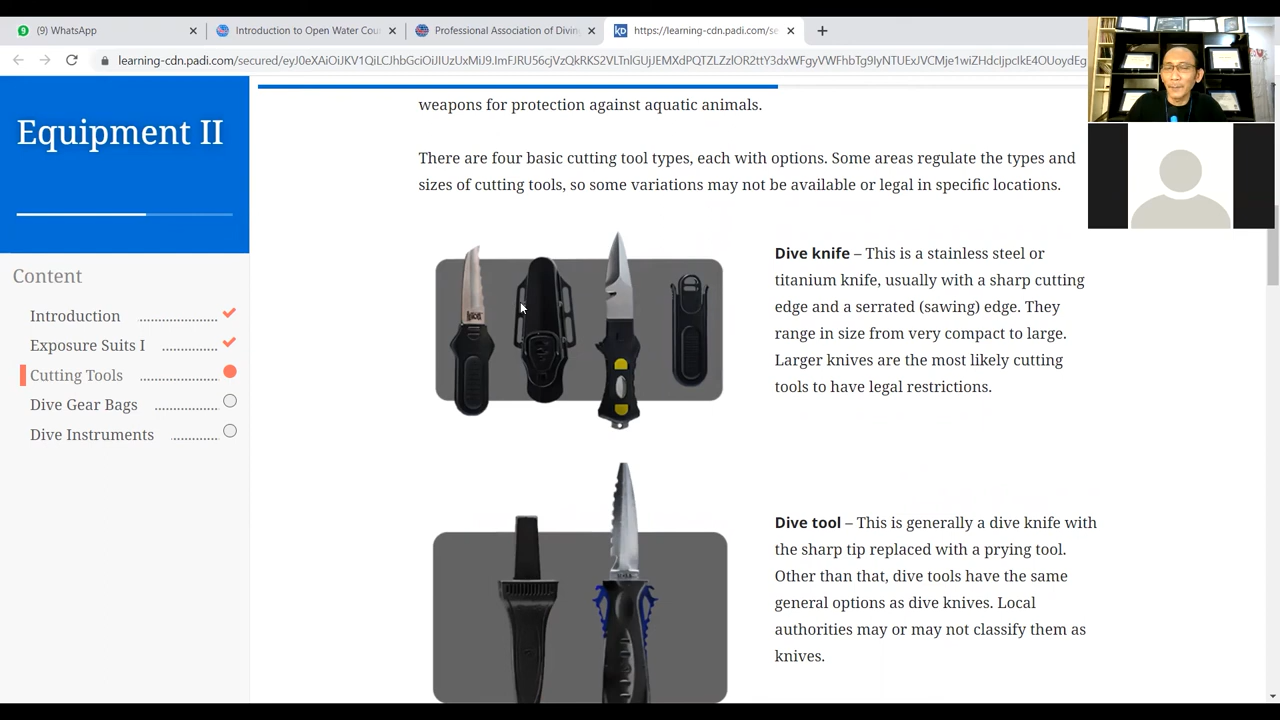 (9) WhatsApp
Introduction to Open Water Cou
Professional Association of Divin
https://learning-cdn.padi.com/se
Equipment II
Content
Introduction
Exposure Suits I
Cutting Tools
Dive Gear Bags
Dive Instruments
weapons for protection against aquatic animals.
There are four basic cutting tool types, each with options. Some areas regulate the types and
sizes of cutting tools, so some variations may not be available or legal in specific locations.
Dive knife – This is a stainless steel or
titanium knife, usually with a sharp cutting
edge and a serrated (sawing) edge. They
range in size from very compact to large.
Larger knives are the most likely cutting
tools to have legal restrictions.
Dive tool – This is generally a dive knife with
the sharp tip replaced with a prying tool.
Other than that, dive tools have the same
general options as dive knives. Local
authorities may or may not classify them as
knives.